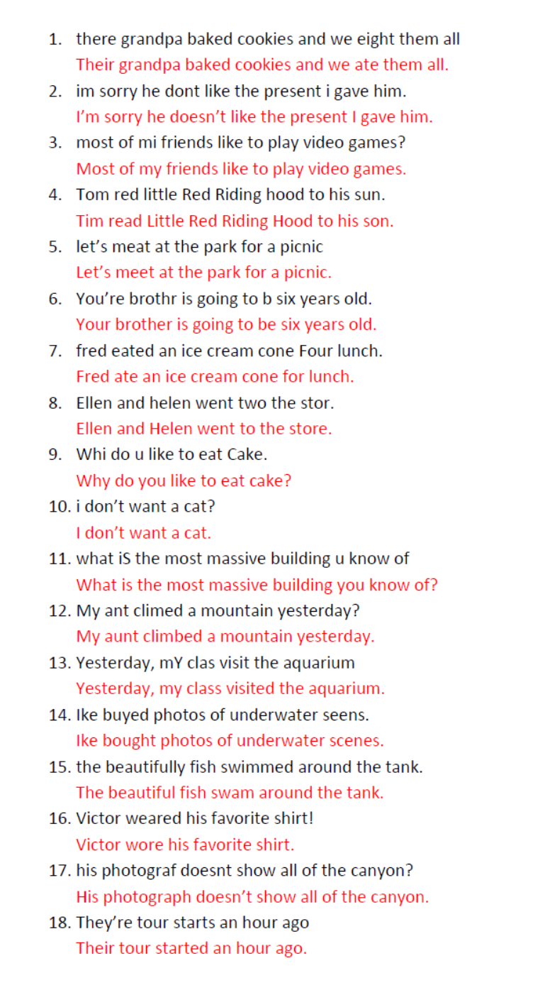 1. there grandpa baked cookies and we eight them all
Their grandpa baked cookies and we ate them all.
2. im sorry he dont like the present i gave him.
I’m sorry he doesn’t like the present I gave him.
3. most of mi friends like to play video games?
Most of my friends like to play video games.
4. Tom red little Red Riding hood to his sun.
Tim read Little Red Riding Hood to his son.
5. let’s meat at the park for a picnic
Let’s meet at the park for a picnic.
6. You’re brothr is going to b six years old.
Your brother is going to be six years old.
7. fred eated an ice cream cone Four lunch.
Fred ate an ice cream cone for lunch.
8. Ellen and helen went two the stor.
Ellen and Helen went to the store.
9. Whi do u like to eat Cake.
Why do you like to eat cake?
10. i don’t want a cat?
I don’t want a cat.
11. what iS the most massive building u know of
What is the most massive building you know of?
12. My ant climed a mountain yesterday?
My aunt climbed a mountain yesterday.
13. Yesterday, mY clas visit the aquarium
Yesterday, my class visited the aquarium.
14. Ike buyed photos of underwater seens.
Ike bought photos of underwater scenes.
15. the beautifully fish swimmed around the tank.
The beautiful fish swam around the tank.
16. Victor weared his favorite shirt!
Victor wore his favorite shirt.
17. his photograf doesnt show all of the canyon?
His photograph doesn’t show all of the canyon.
18. They’re tour starts an hour ago
Their tour started an hour ago.